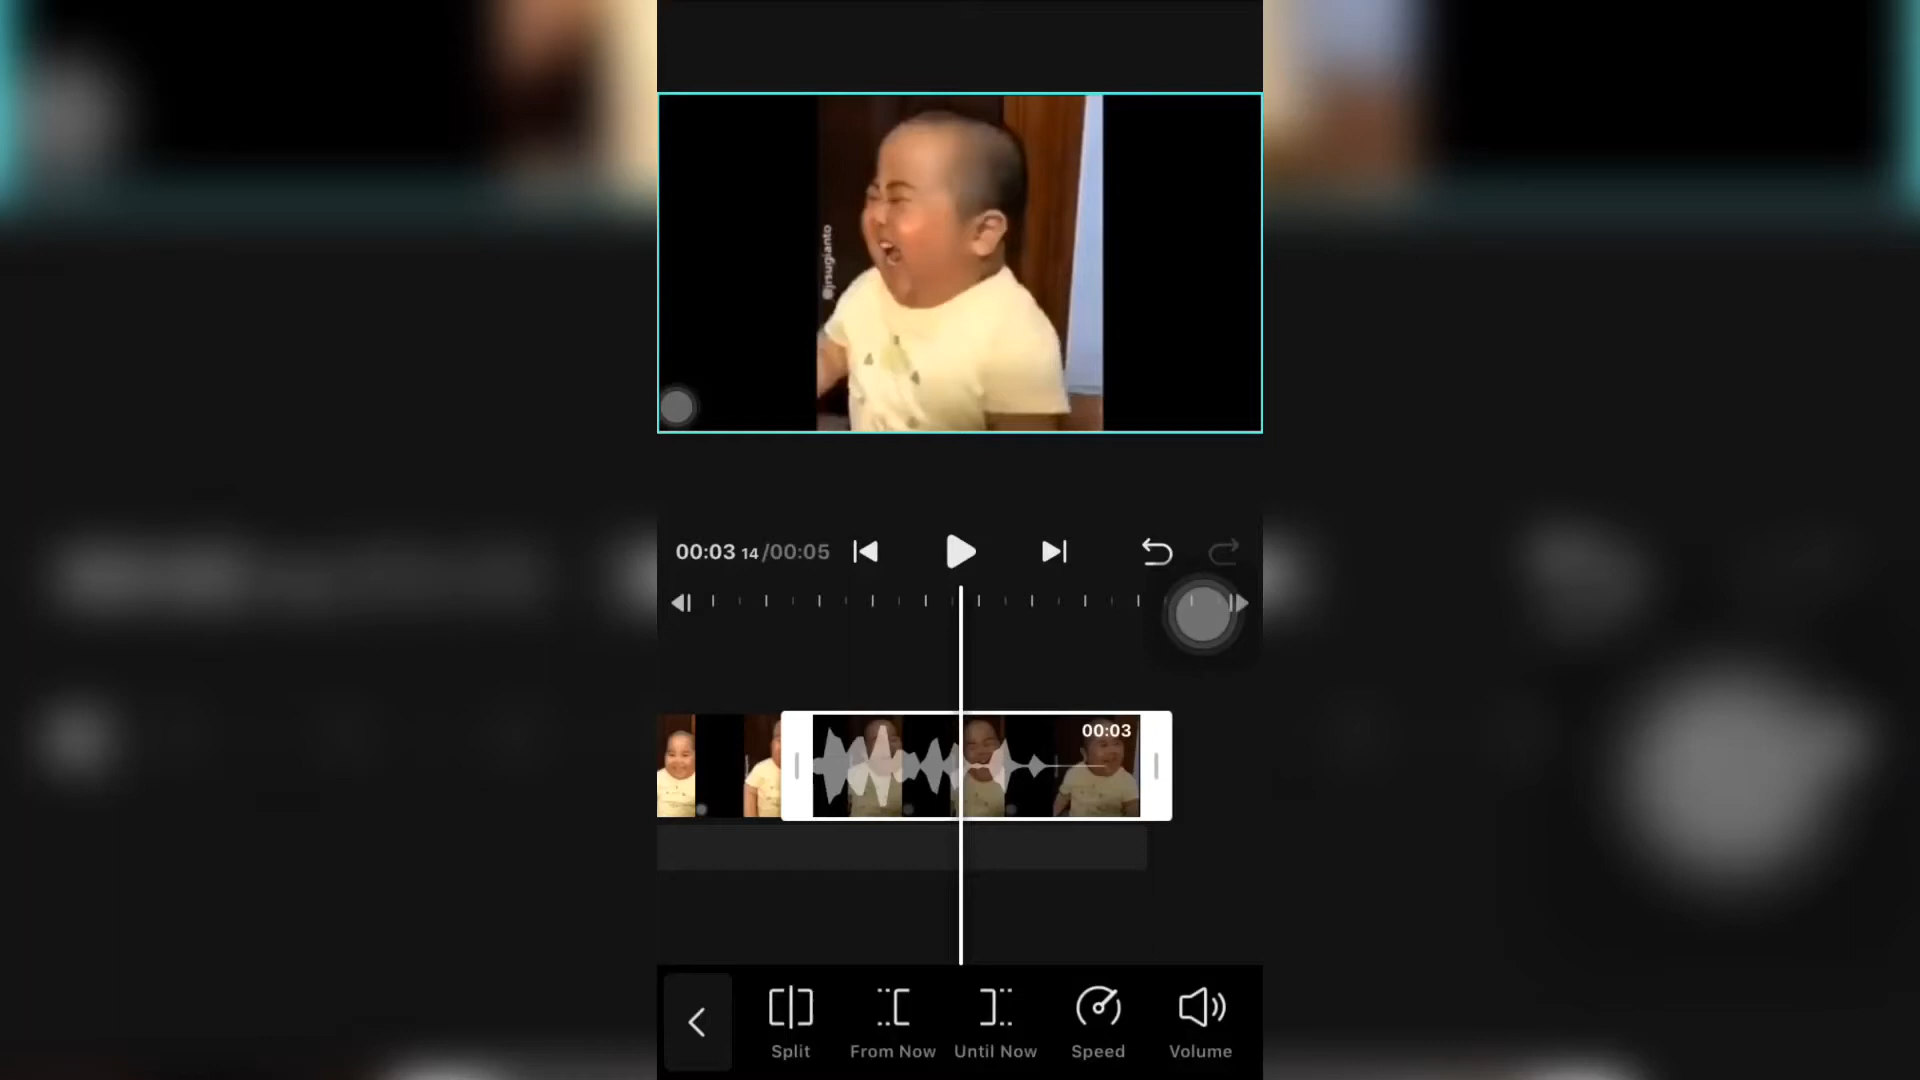 @jrsugianto
00:03 14 /00:05
00:03
Split
From Now
Until Now
Speed
Volume